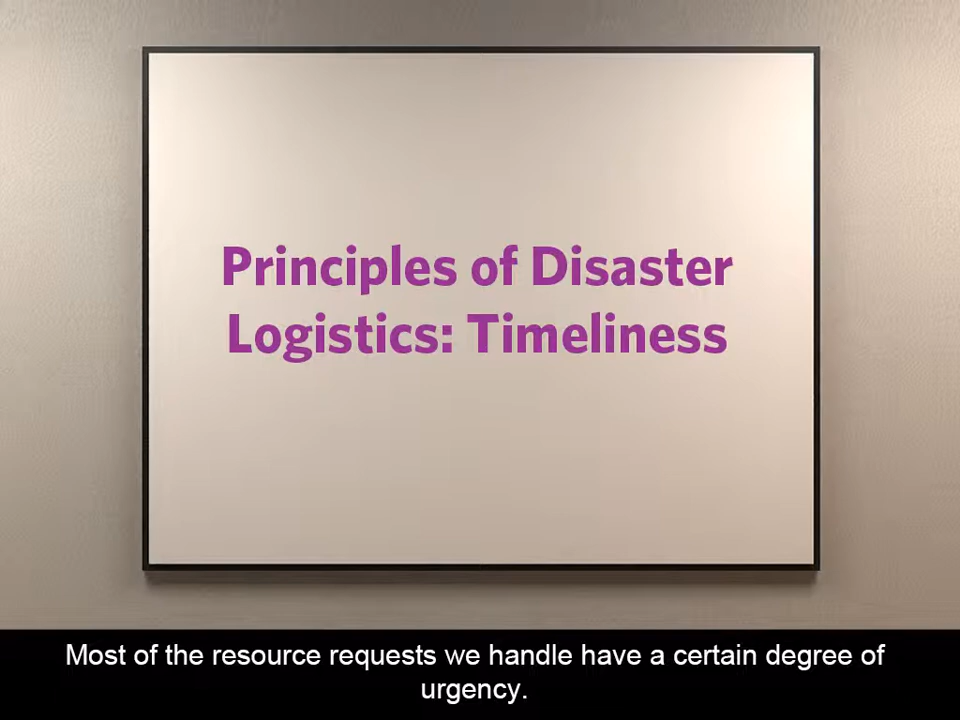 Principles of Disaster
Logistics: Timeliness
Most of the resource requests we handle have a certain degree of
urgency.